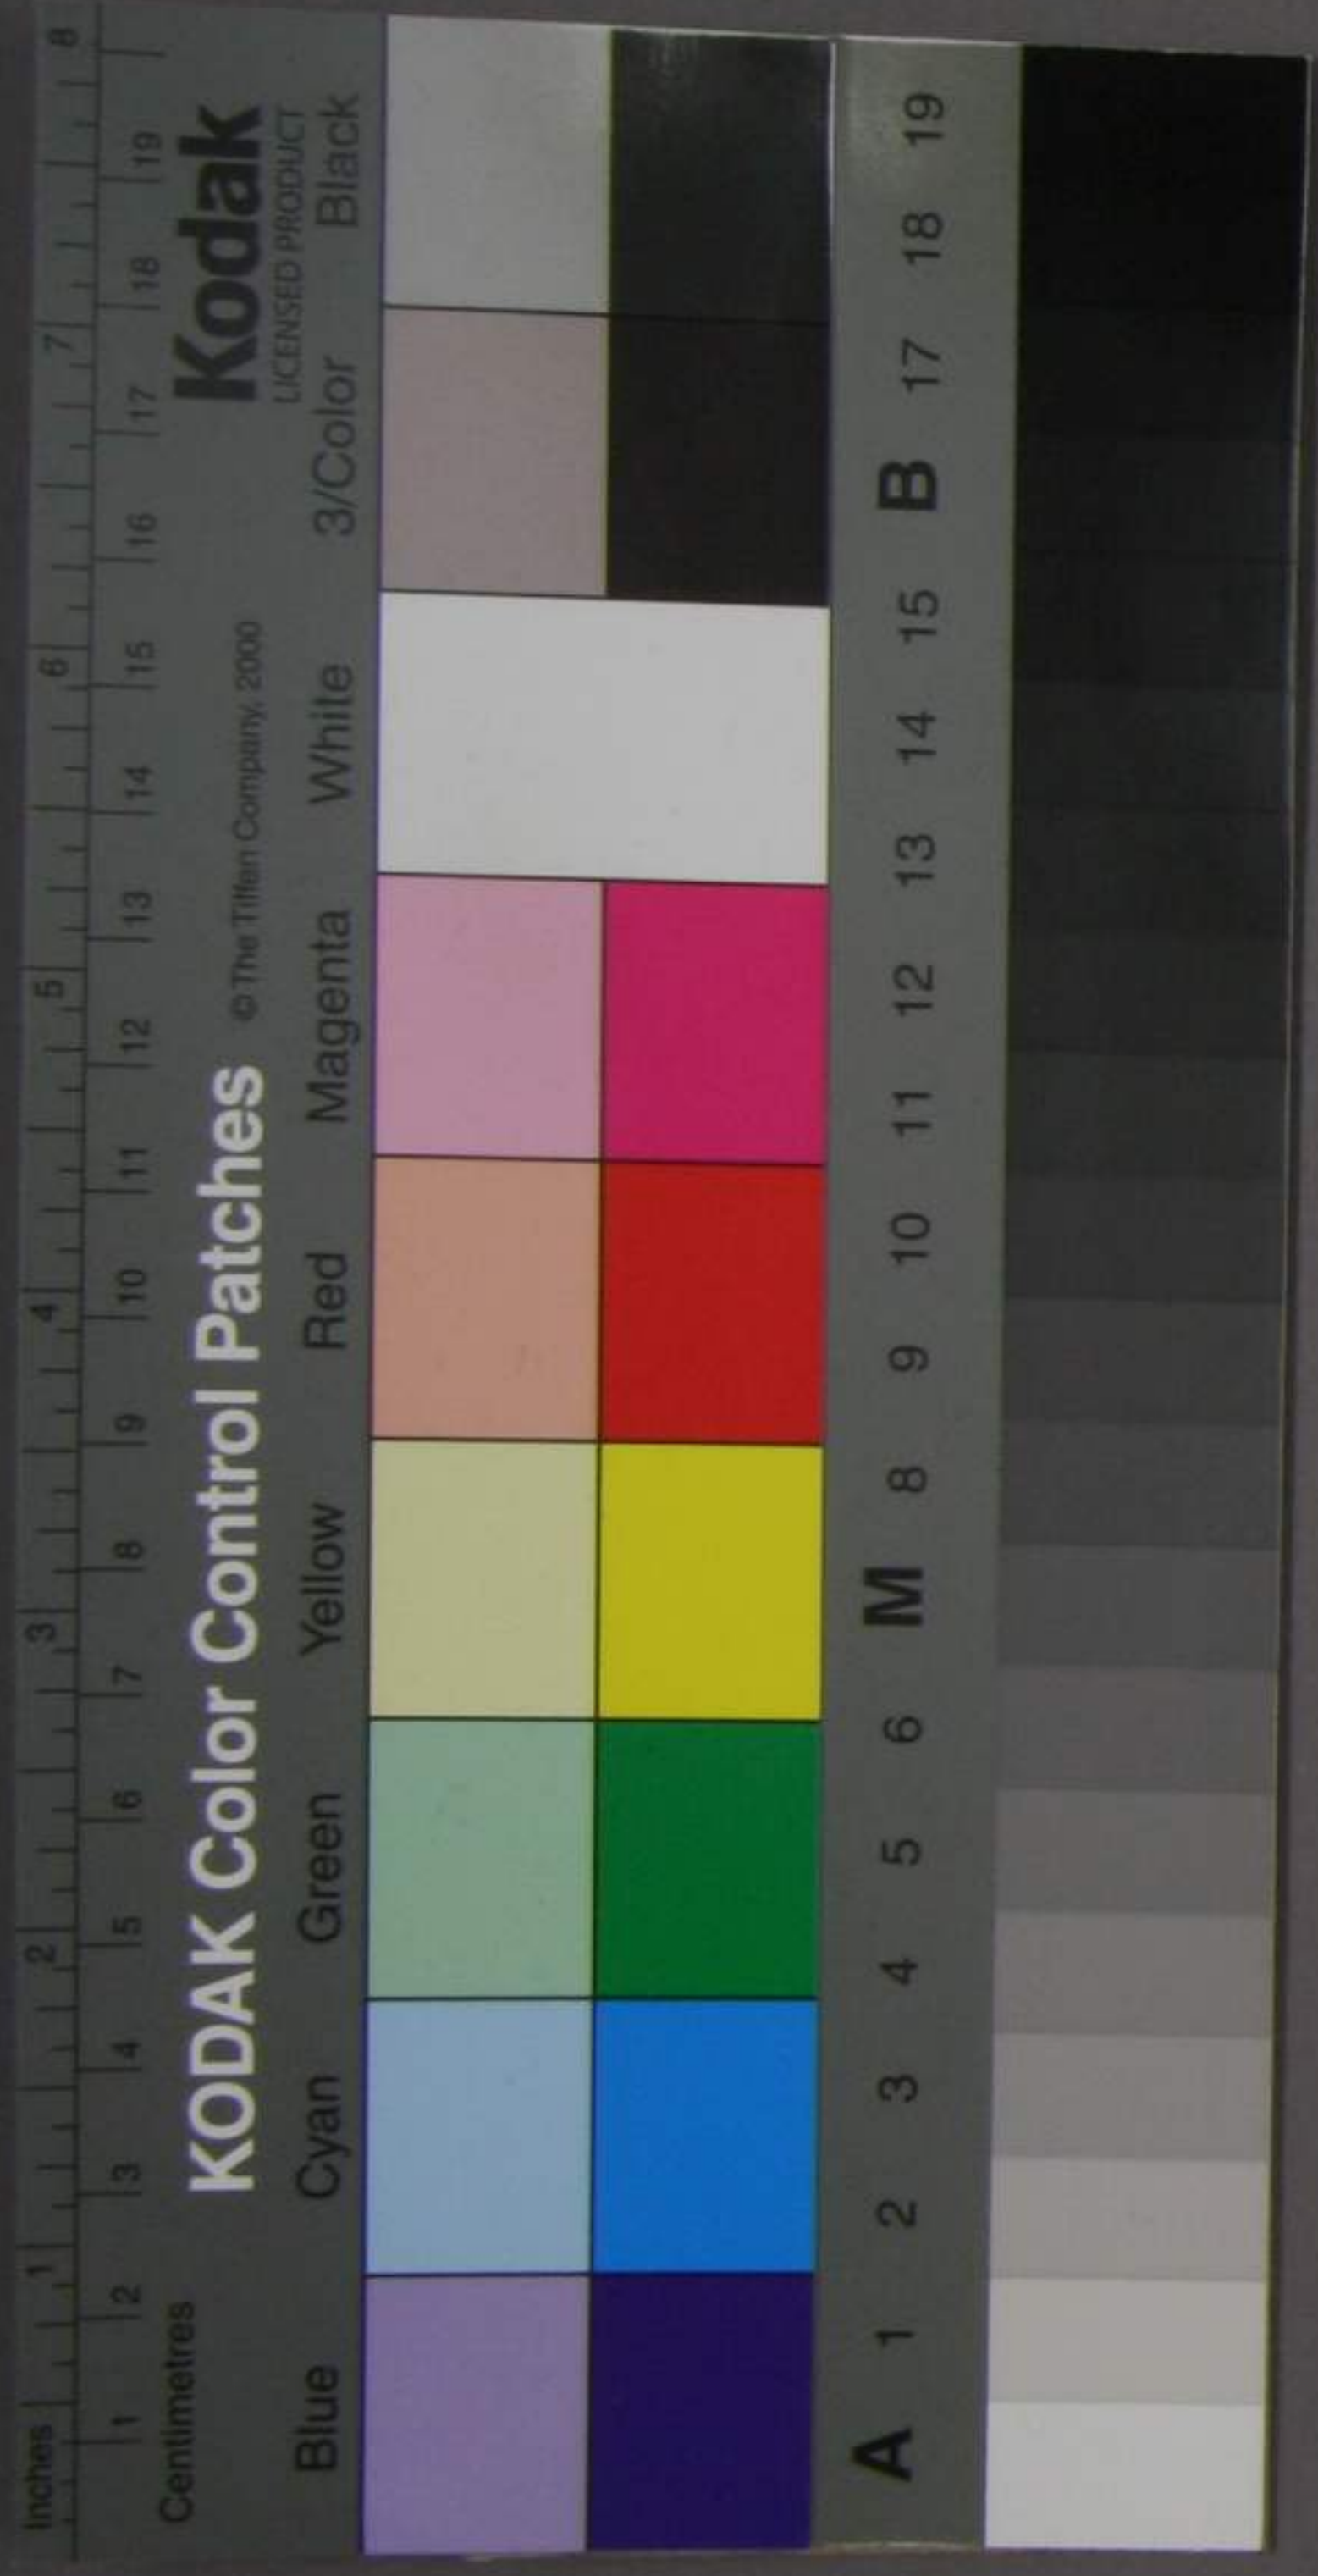 Inches 1 2 3 4 5 6 7 8
1 2 3 4 5 6 7 8 9 10 11 12 13 14 15 16 17 18 19
Centimetres
KODAK Color Control Patches © The Tiffen Company, 2000 Kodak
LICENSED PRODUCT
Blue Cyan Green Yellow Red Magenta White 3/Color Black
A 1 2 3 4 5 6 M 8 9 10 11 12 13 14 15 B 17 18 19